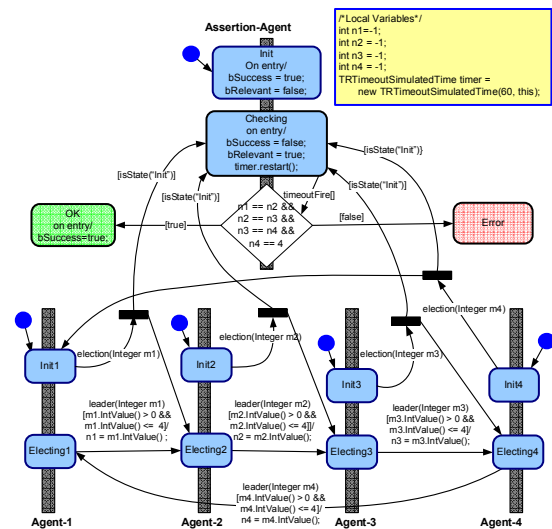 Assertion-Agent
/*Local Variables*/
int n1=-1;
int n2 = -1;
int n3 = -1;
int n4 = -1;
TRTimeoutSimulatedTime timer =
new TRTimeoutSimulatedTime(60, this);
Init
On entry/
bSuccess = true;
bRelevant = false;
Checking
on entry/
bSuccess = false;
bRelevant = true;
timer.restart();
[isState("Init")]
[isState("Init")]
[isState("Init")]
[isState("Init")}
timeoutFire[]
n1 == n2 &&
n2 == n3 &&
n3 == n4 &&
n4 == 4
[true]
[false]
OK
on entry/
bSuccess=true;
Error
election(Integer m1)
election(Integer m2)
election(Integer m3)
election(Integer m4)
Init1
Init2
Init3
Init4
leader(Integer m1)
[m1.IntValue() > 0 &&
m1.IntValue() <= 4]/
n1 = m1.IntValue() ;
leader(Integer m2)
[m2.IntValue() > 0 &&
m2.IntValue() <= 4]]/
n2 = m2.IntValue();
leader(Integer m3)
[m3.IntValue() > 0 &&
m3.IntValue() <= 4]/
n3 = m3.IntValue();
Electing1
Electing2
Electing3
Electing4
leader(Integer m4)
[m4.IntValue() > 0 &&
m4.IntValue() <= 4]/
n4 = m4.IntValue();
Agent-1
Agent-2
Agent-3
Agent-4